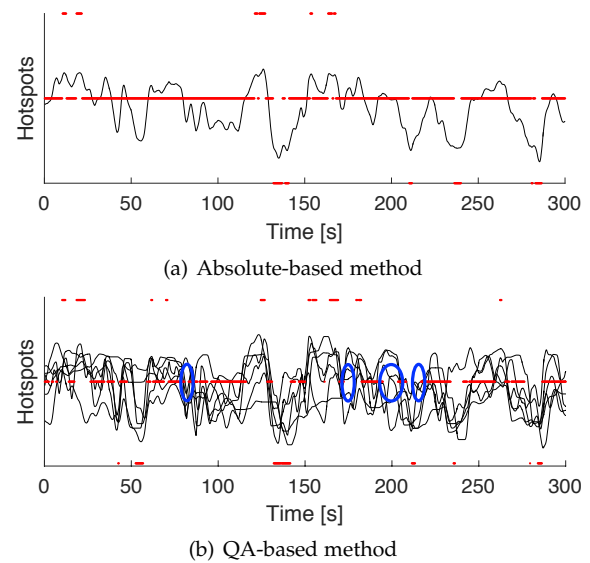 Hotspots
0 50 100 150 200 250 300
Time [s]
(a) Absolute-based method
Hotspots
0 50 100 150 200 250 300
Time [s]
(b) QA-based method